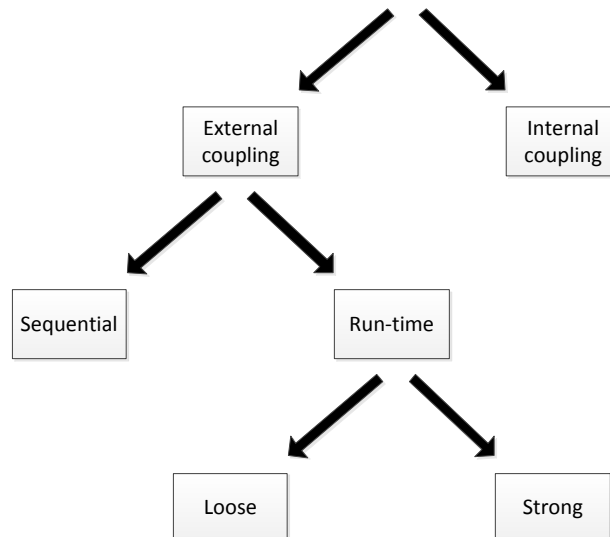 External
coupling
Internal
coupling
Sequential
Run-time
Loose
Strong